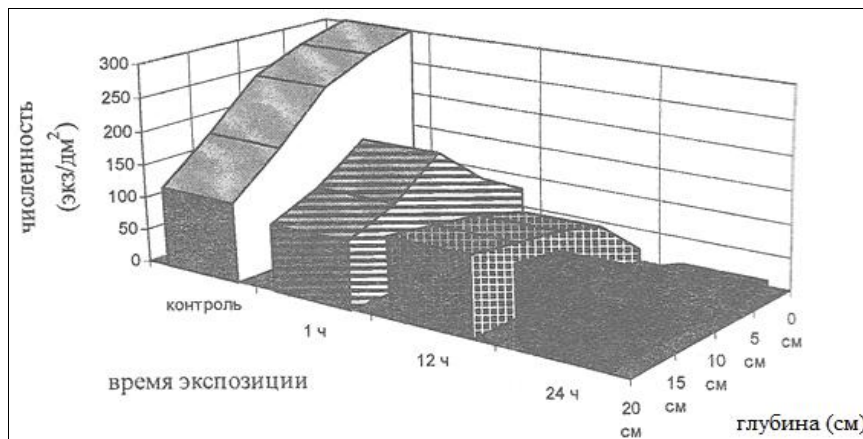 численность
(экз/дм²)
300
250
200
150
100
50
0
контроль
1 ч
12 ч
24 ч
время экспозиции
0
см
5
см
10
см
15
см
20
см
глубина (см)